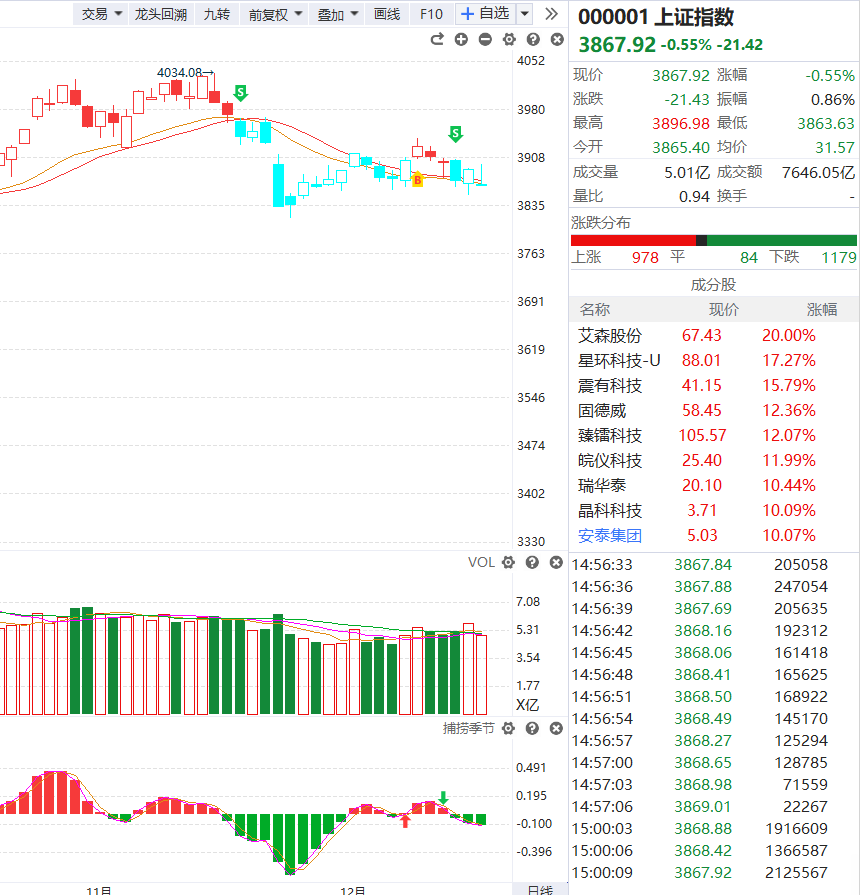 交易 龙头回溯 九转 前复权 叠加 画线 F10 + 自选
4034.08→
S
S
B
4052
3980
3908
3835
3763
3691
3619
3546
3474
3402
3330
VOL
7.08
5.31
3.54
1.77
X亿
捕捞季节
0.491
0.195
-0.100
-0.396
11月 12月 日线
000001 上证指数
3867.92 -0.55% -21.42
现价 3867.92 涨幅 -0.55%
涨跌 -21.43 振幅 0.86%
最高 3896.98 最低 3863.63
今开 3865.40 均价 31.57
成交量 5.01亿 成交额 7646.05亿
量比 0.94 换手 -
涨跌分布
上涨 978 平 84 下跌 1179
成分股
名称 现价 涨幅
艾森股份 67.43 20.00%
星环科技-U 88.01 17.27%
震有科技 41.15 15.79%
固德威 58.45 12.36%
臻镭科技 105.57 12.07%
皖仪科技 25.40 11.99%
瑞华泰 20.10 10.44%
晶科科技 3.71 10.09%
安泰集团 5.03 10.07%
14:56:33 3867.84 205058
14:56:36 3867.88 247054
14:56:39 3867.69 205635
14:56:42 3868.16 192312
14:56:45 3868.06 161418
14:56:48 3868.41 165625
14:56:51 3868.50 168922
14:56:54 3868.49 145170
14:56:57 3868.27 125294
14:57:00 3868.65 128785
14:57:03 3868.98 71559
14:57:06 3869.01 22267
15:00:03 3868.88 1916609
15:00:06 3868.42 1366587
15:00:09 3867.92 2125567